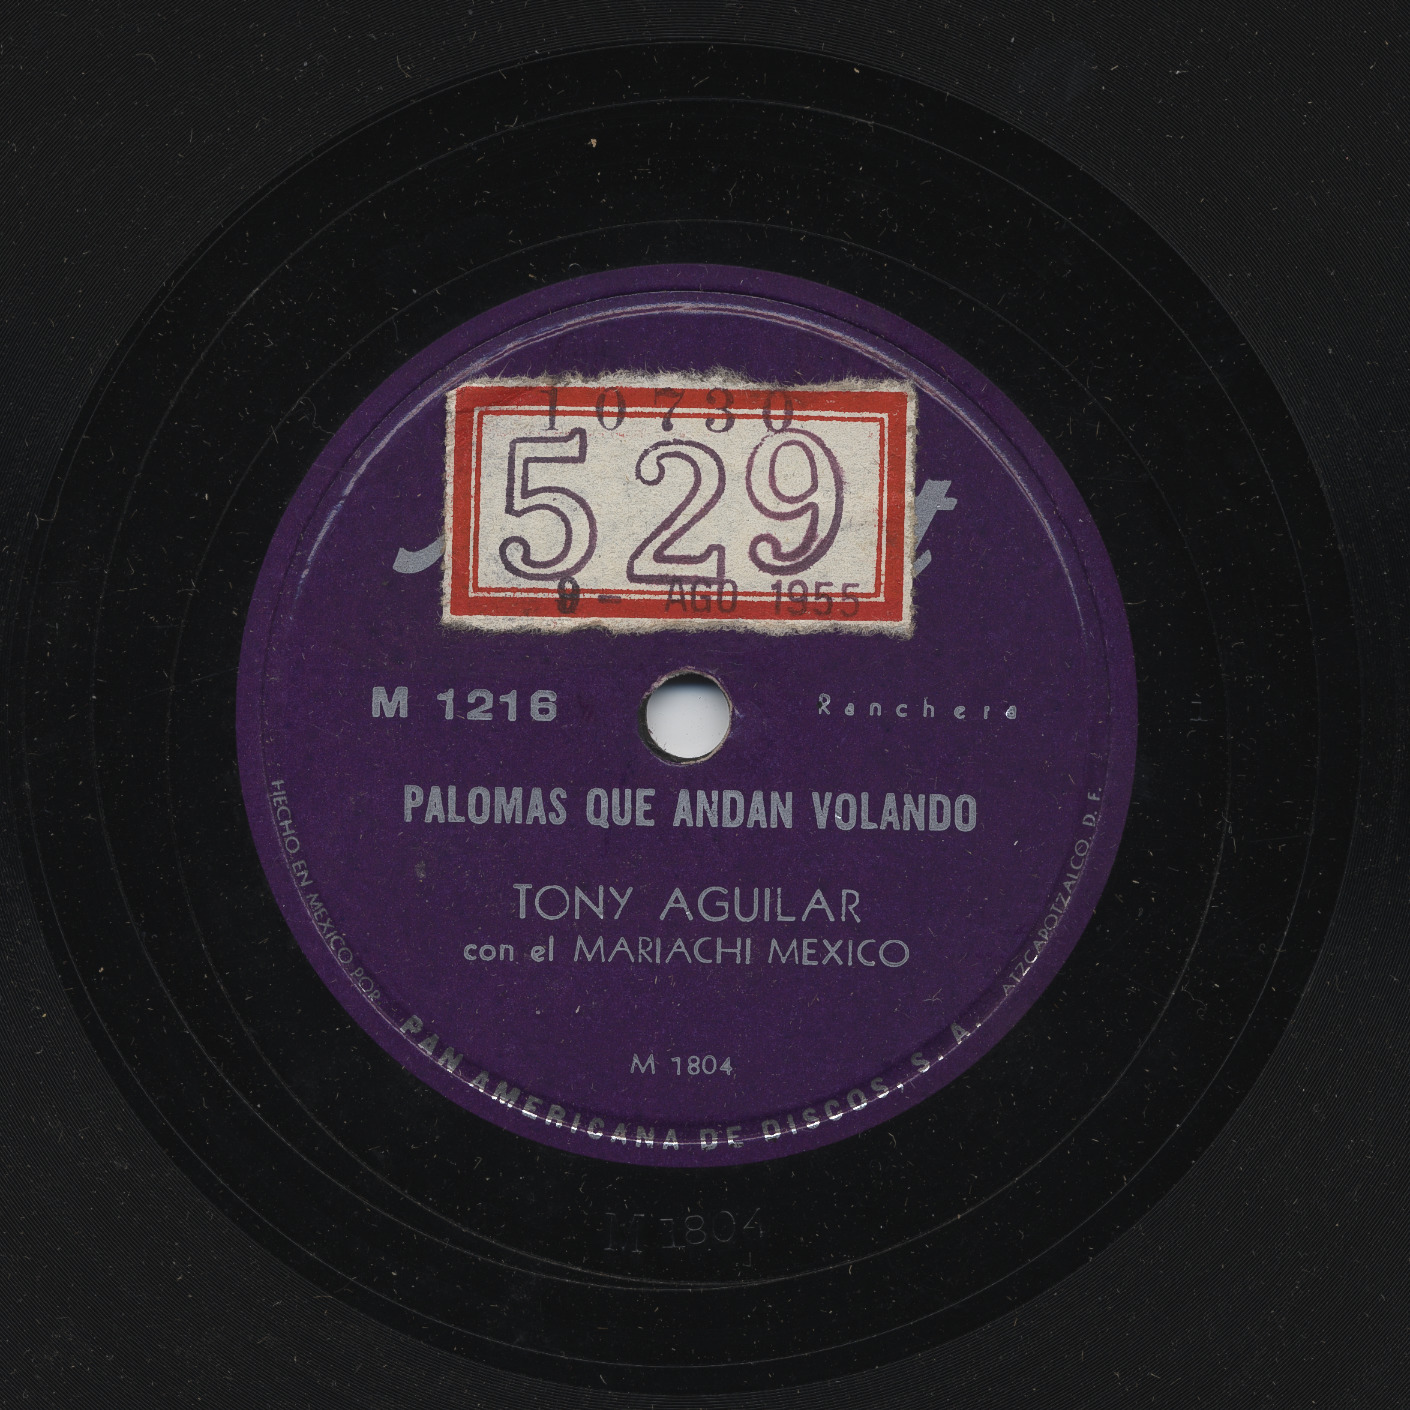 10730
529
9 - AGO 1955
M 1216
Ranchera
PALOMAS QUE ANDAN VOLANDO
TONY AGUILAR
con el MARIACHI MEXICO
M 1804
HECHO EN MEXICO POR PAN AMERICANA DE DISCOS, S. A. ATZCAPOTZALCO, D. F.
M 1804